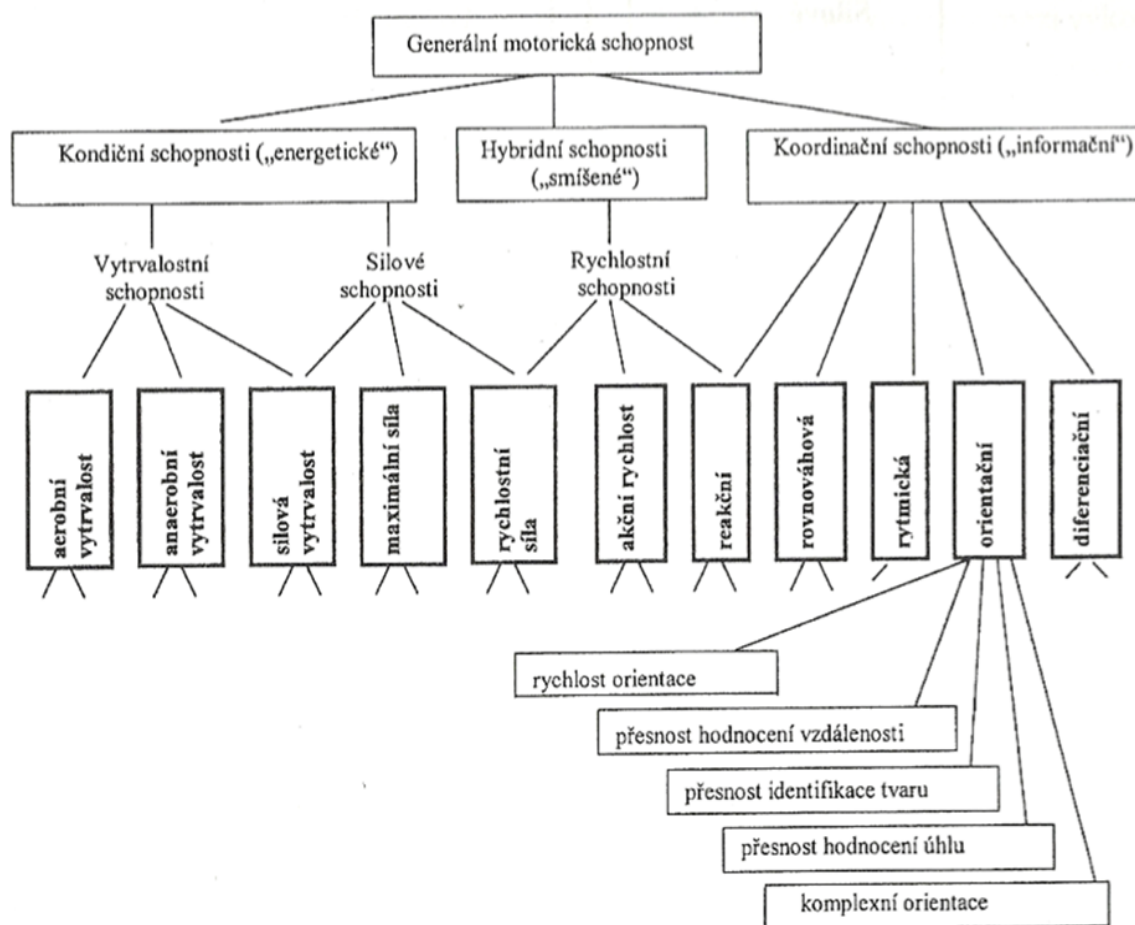 Generální motorická schopnost
Kondiční schopnosti („energetické“)
Hybridní schopnosti
(„smíšené“)
Koordinační schopnosti („informační“)
Vytrvalostní
schopnosti
Silové
schopnosti
Rychlostní
schopnosti
aerobní
vytrvalost
anaerobní
vytrvalost
silová
vytrvalost
maximální síla
rychlostní
síla
akční rychlost
reakční
rovnováhová
rytmická
orientační
diferenciační
rychlost orientace
přesnost hodnocení vzdálenosti
přesnost identifikace tvaru
přesnost hodnocení úhlu
komplexní orientace